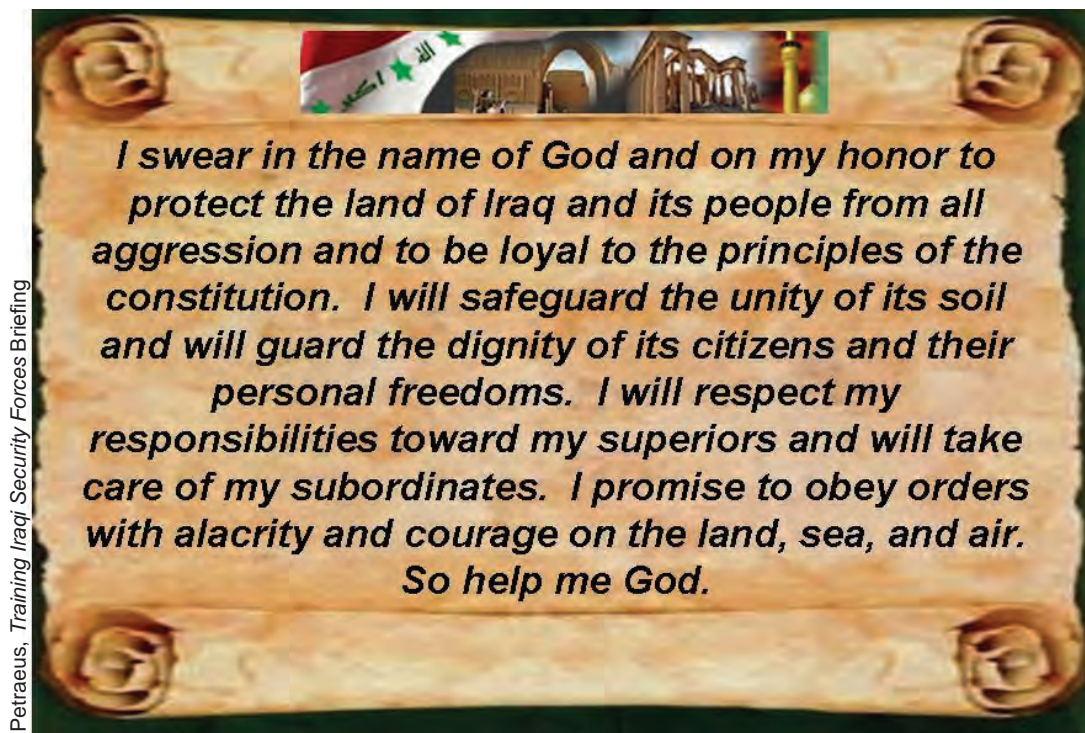 الله
اكبر
I swear in the name of God and on my honor to
protect the land of Iraq and its people from all
aggression and to be loyal to the principles of the
constitution.  I will safeguard the unity of its soil
and will guard the dignity of its citizens and their
personal freedoms.  I will respect my
responsibilities toward my superiors and will take
care of my subordinates.  I promise to obey orders
with alacrity and courage on the land, sea, and air.
So help me God.
Petraeus, Training Iraqi Security Forces Briefing